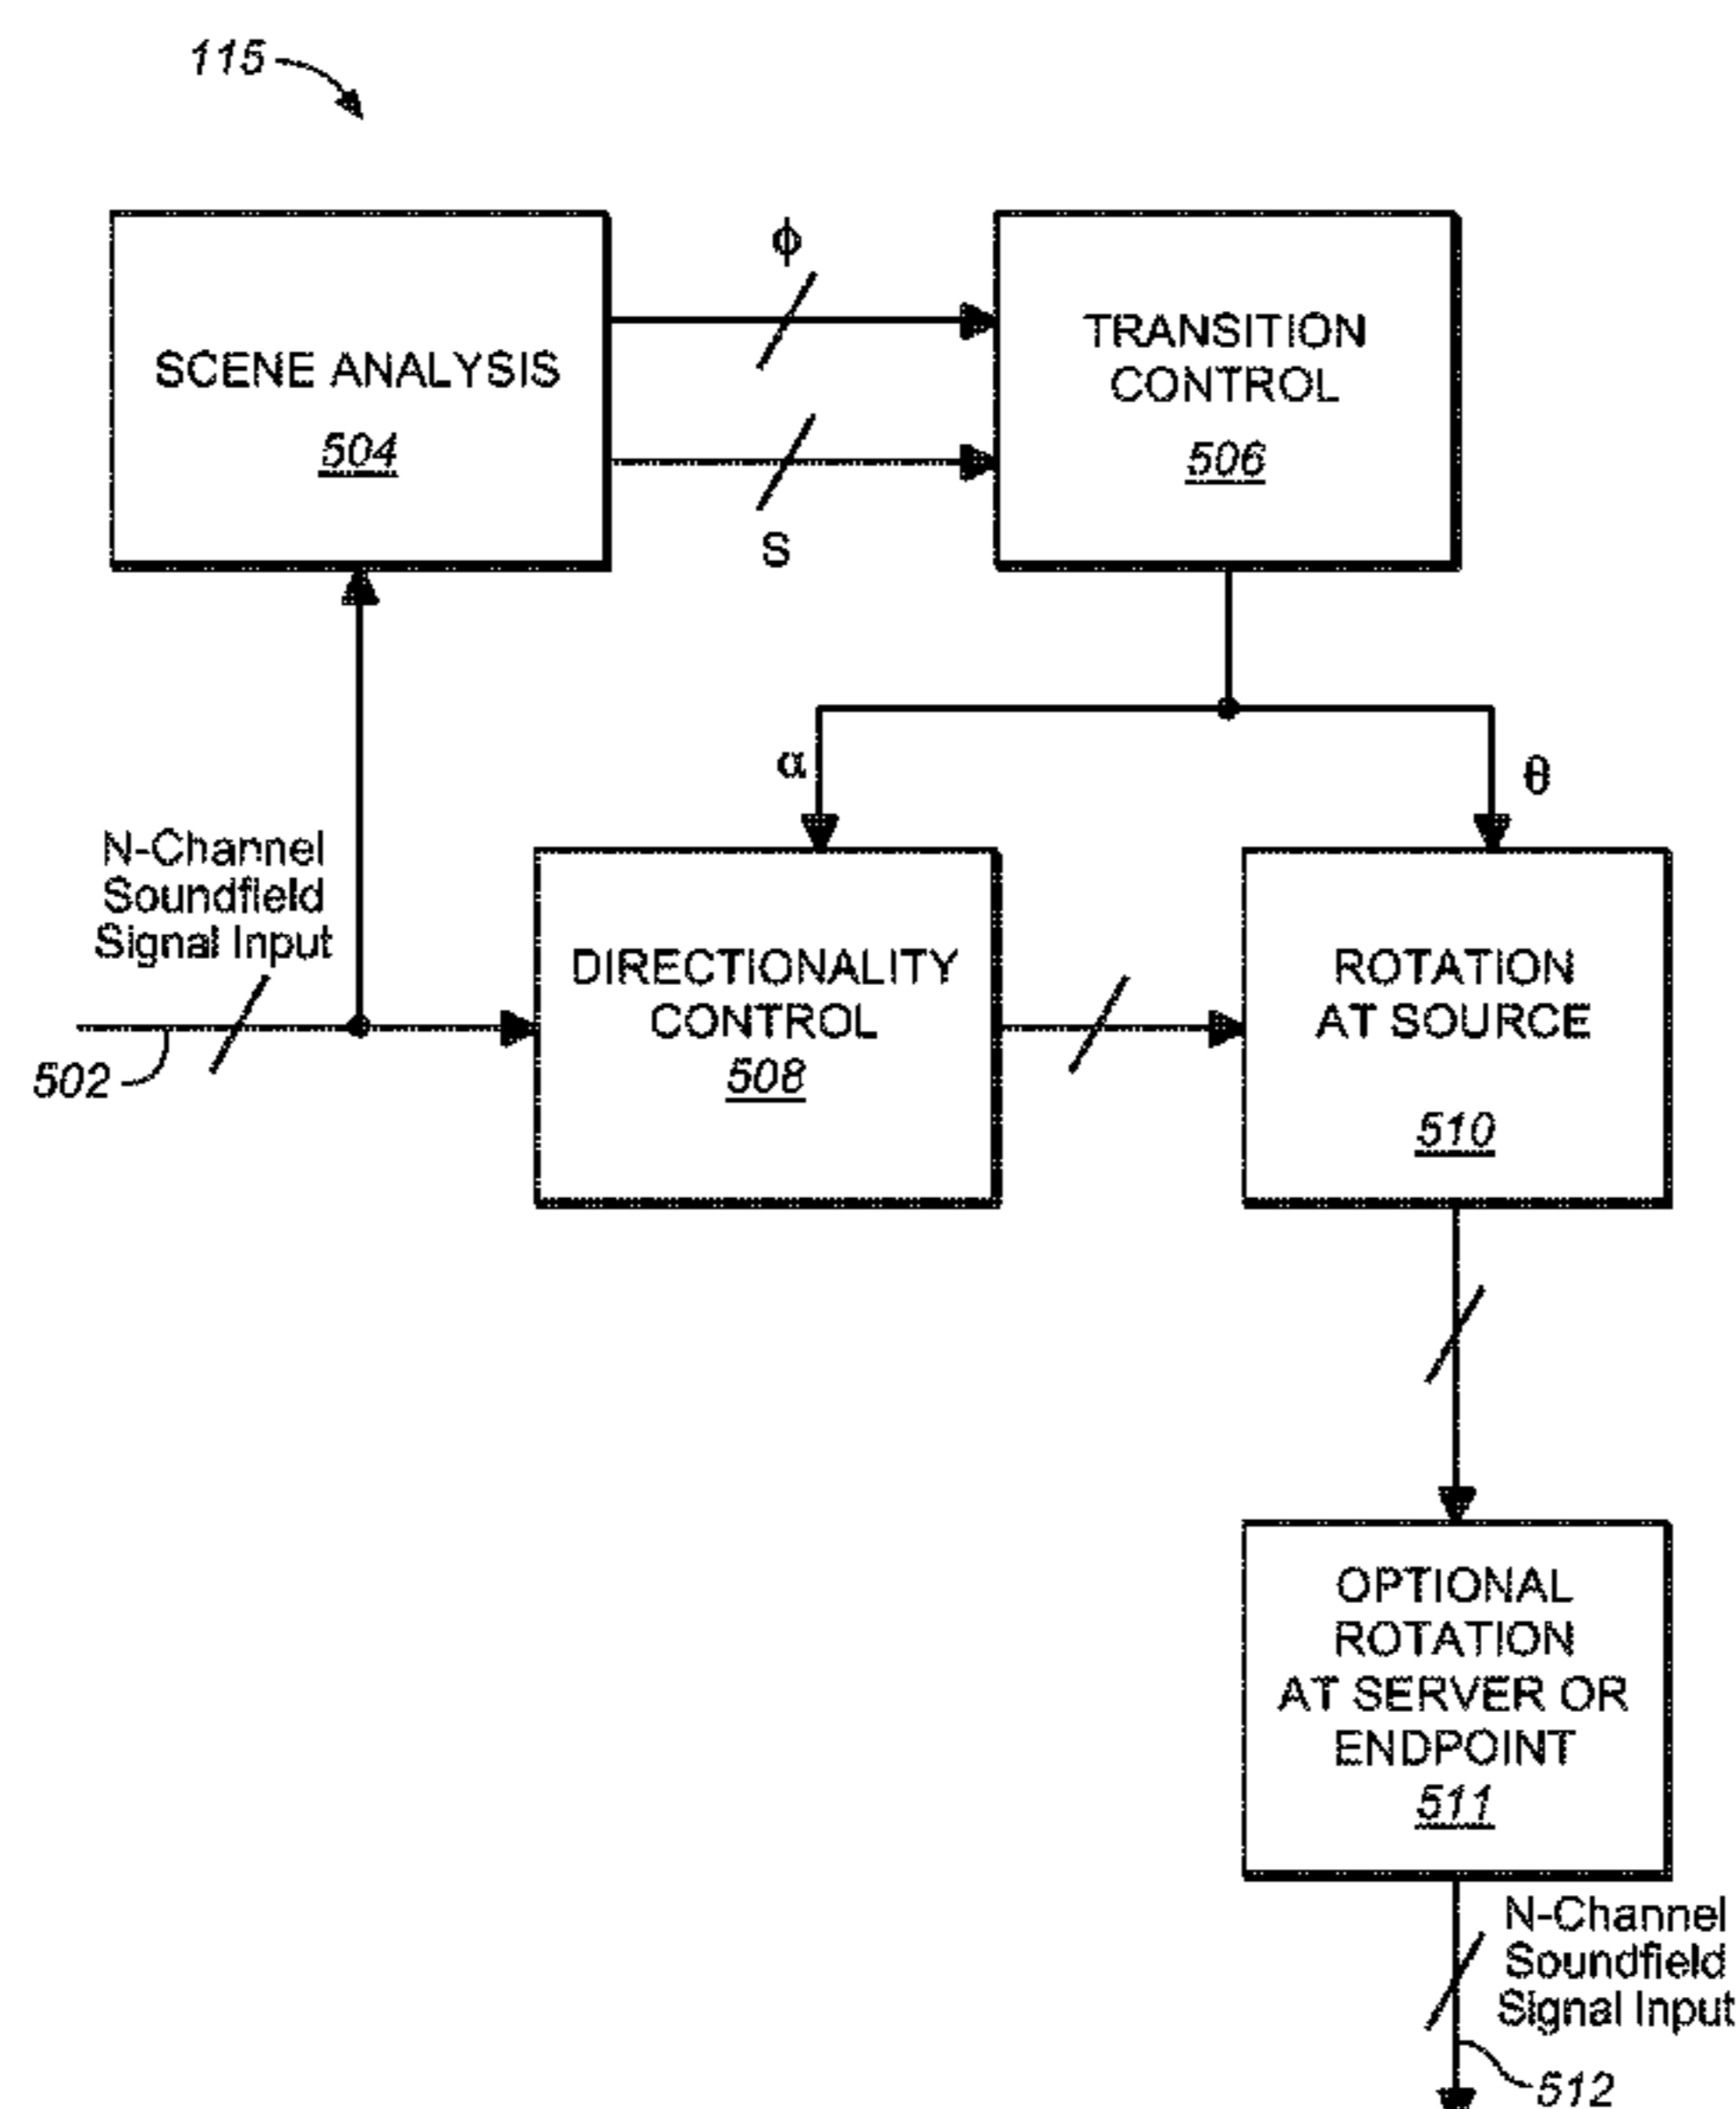 115
SCENE ANALYSIS
504
ϕ
S
TRANSITION
CONTROL
506
α
θ
N-Channel
Soundfield
Signal Input
502
DIRECTIONALITY
CONTROL
508
ROTATION
AT SOURCE
510
OPTIONAL
ROTATION
AT SERVER OR
ENDPOINT
511
N-Channel
Soundfield
Signal Input
512